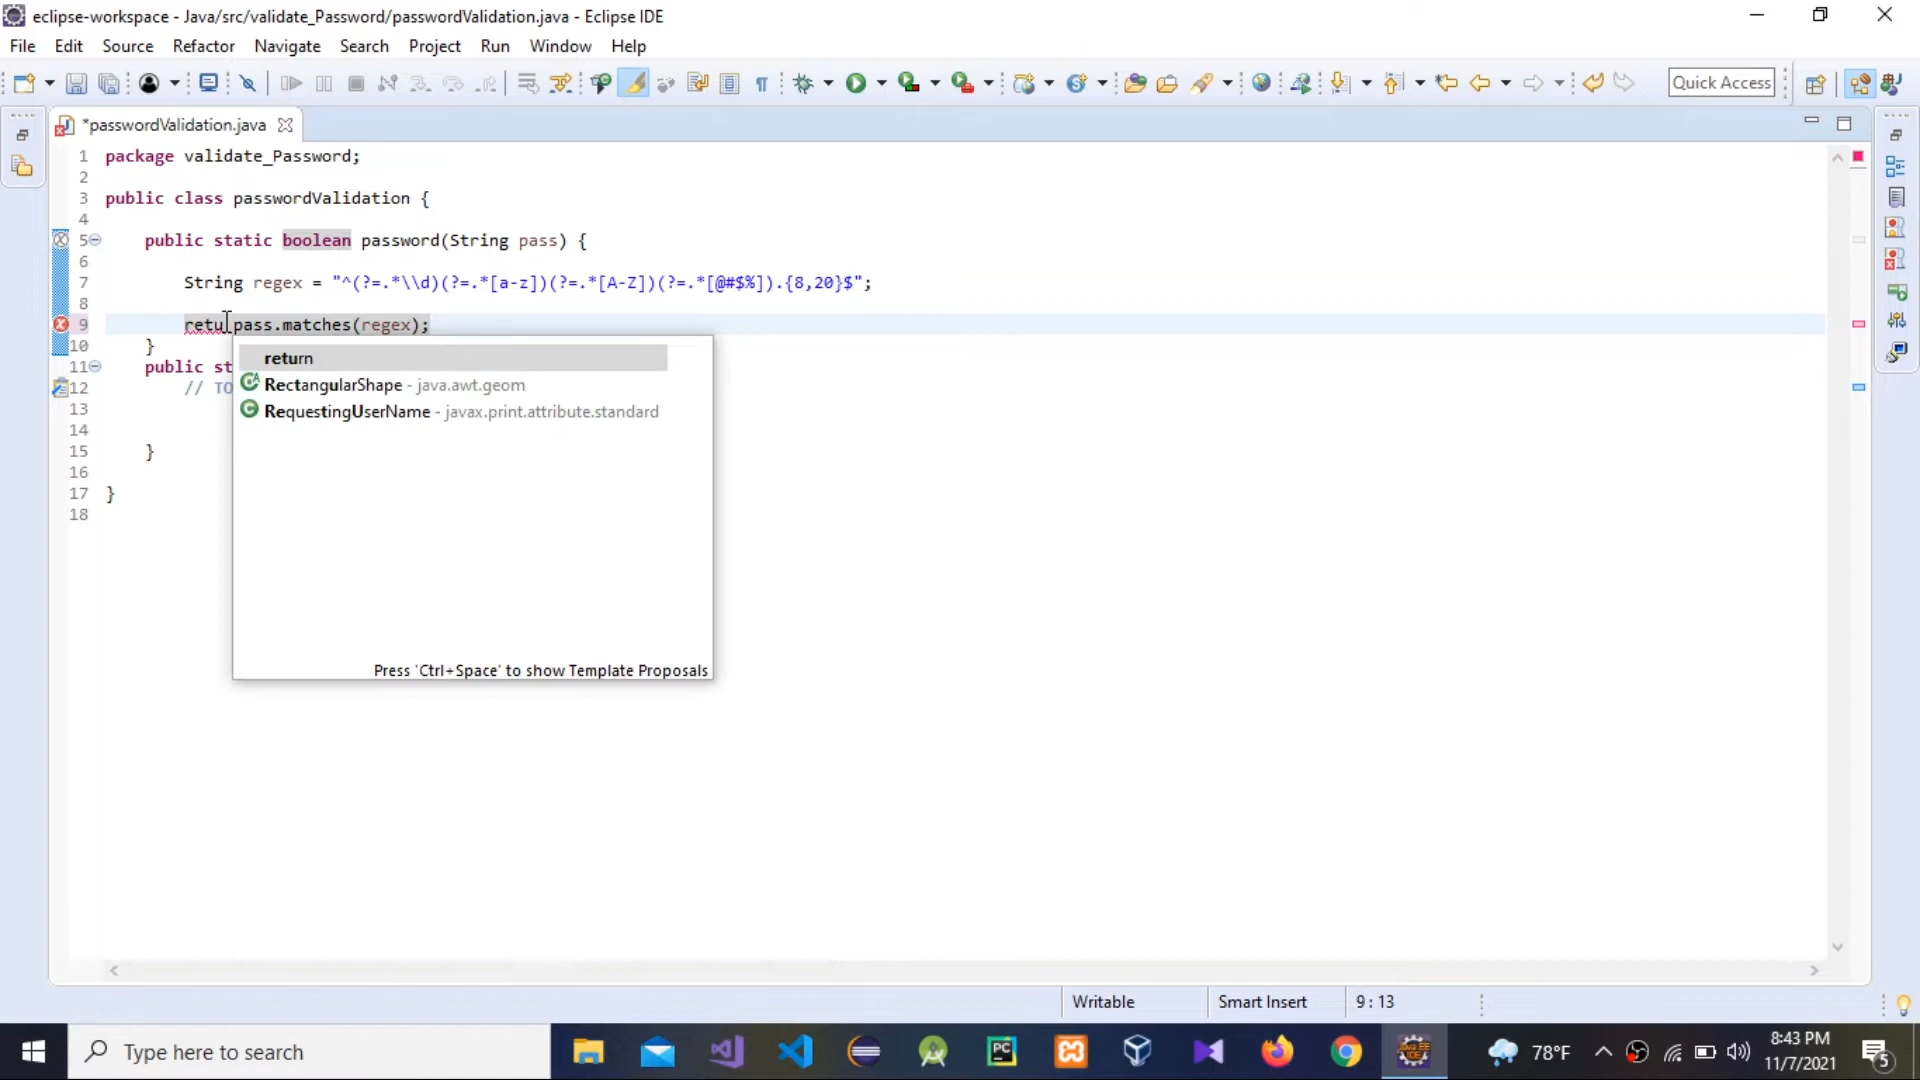 eclipse-workspace - Java/src/validate_Password/passwordValidation.java - Eclipse IDE
File Edit Source Refactor Navigate Search Project Run Window Help
Quick Access
*passwordValidation.java
1 package validate_Password;
2
3 public class passwordValidation {
4
5 public static boolean password(String pass) {
6
7 String regex = "^(?=.*\\d)(?=.*[a-z])(?=.*[A-Z])(?=.*[@#$%]).{8,20}$";
8
9 retu pass.matches(regex);
10 }
11 public st
12 // TO
13
14
15 }
16
17 }
18
return
RectangularShape - java.awt.geom
RequestingUserName - javax.print.attribute.standard
Press 'Ctrl+Space' to show Template Proposals
Writable Smart Insert 9 : 13
Type here to search
PC
78°F
8:43 PM
11/7/2021
5